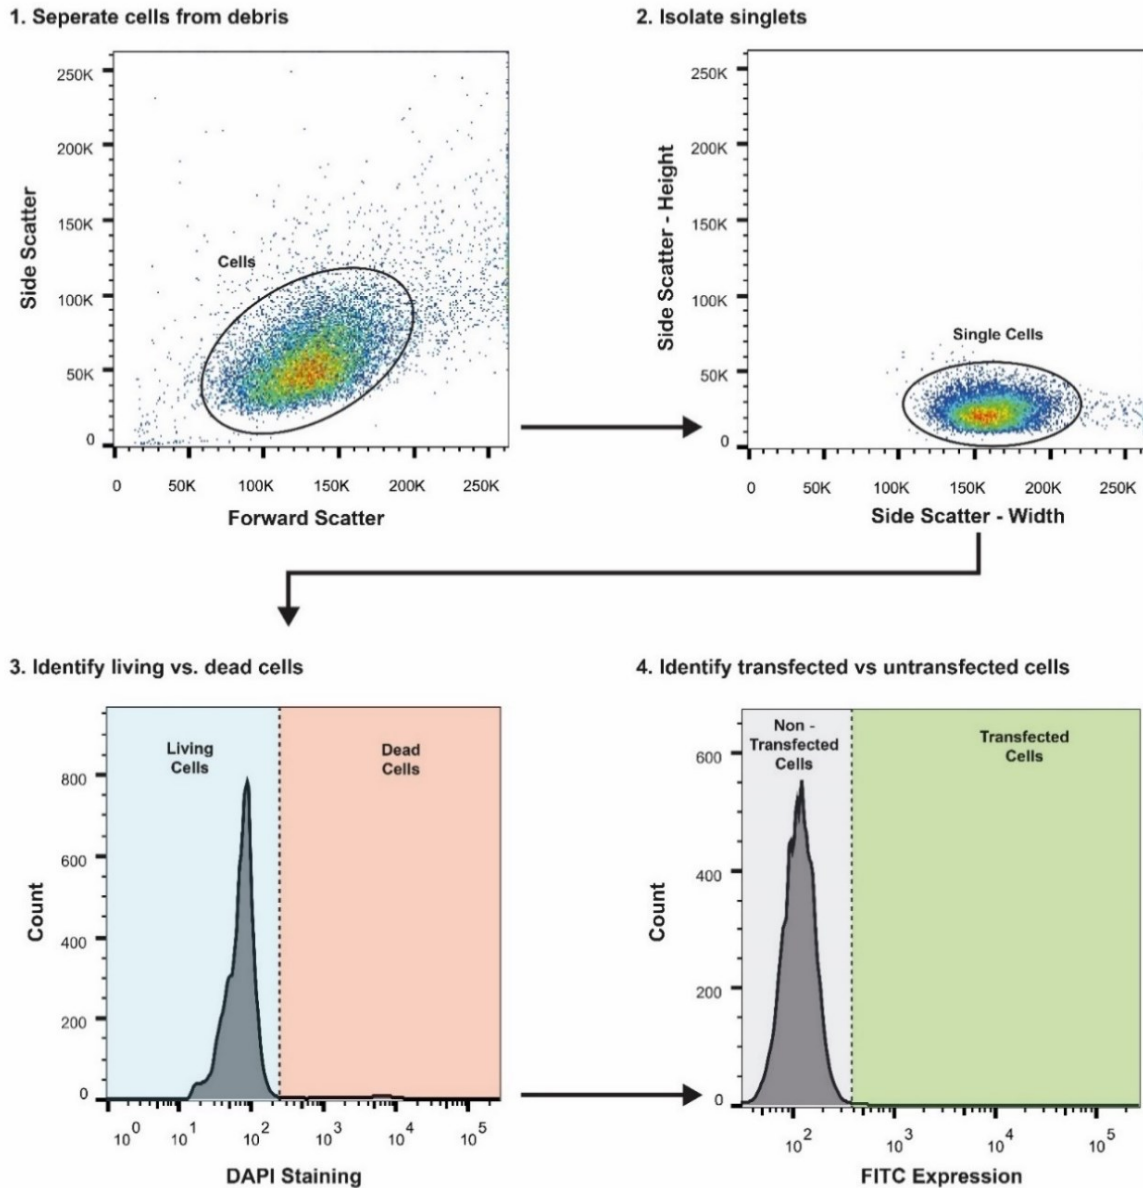 1. Seperate cells from debris
250K
200K
150K
100K
50K
0
Side Scatter
Cells
0 50K 100K 150K 200K 250K
Forward Scatter
2. Isolate singlets
250K
200K
150K
100K
50K
0
Side Scatter - Height
Single Cells
0 50K 100K 150K 200K 250K
Side Scatter - Width
3. Identify living vs. dead cells
Living
Cells
Dead
Cells
800
600
400
200
0
Count
10^0 10^1 10^2 10^3 10^4 10^5
DAPI Staining
4. Identify transfected vs untransfected cells
Non -
Transfected
Cells
Transfected
Cells
600
400
200
0
Count
10^2 10^3 10^4 10^5
FITC Expression